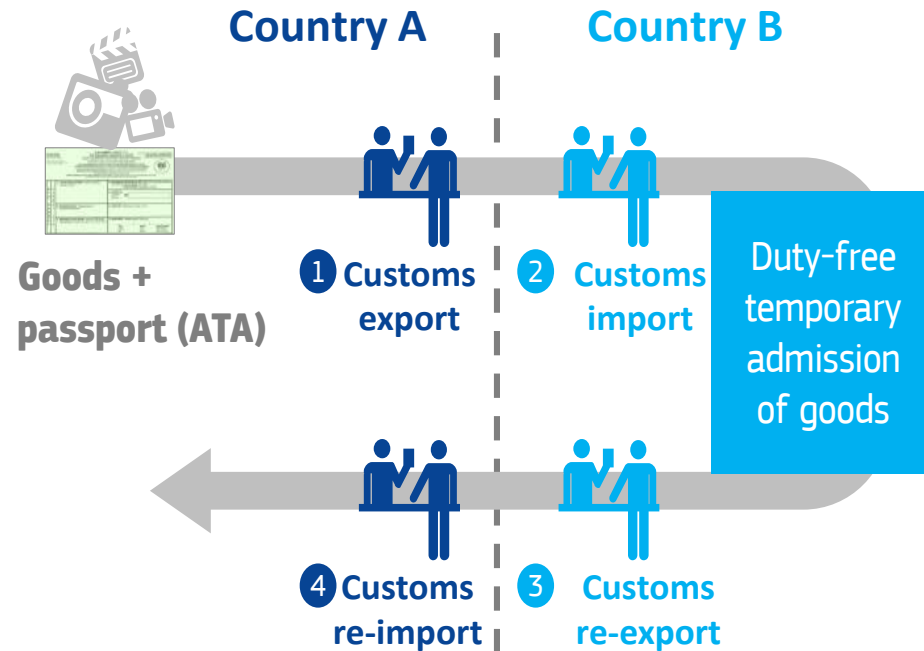 Country A
Country B
Goods +
passport (ATA)
1 Customs
export
2 Customs
import
Duty-free
temporary
admission
of goods
4 Customs
re-import
3 Customs
re-export